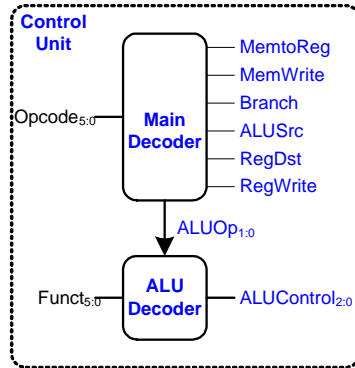 Control
Unit
MemtoReg
MemWrite
Branch
ALUSrc
RegDst
RegWrite
Opcode5:0
Main
Decoder
ALUOp1:0
Funct5:0
ALU
Decoder
ALUControl2:0